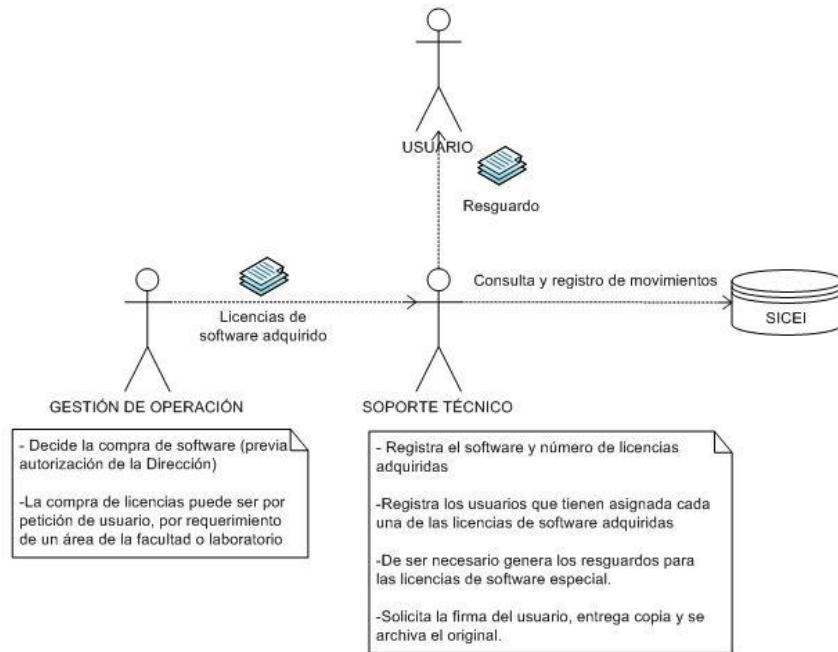 USUARIO
Resguardo
Consulta y registro de movimientos
Licencias de
software adquirido
SICEI
GESTIÓN DE OPERACIÓN
SOPORTE TÉCNICO
- Decide la compra de software (previa
autorización de la Dirección)
-La compra de licencias puede ser por
petición de usuario, por requerimiento
de un área de la facultad o laboratorio
- Registra el software y número de licencias
adquiridas
-Registra los usuarios que tienen asignada cada
una de las licencias de software adquiridas
-De ser necesario genera los resguardos para
las licencias de software especial.
-Solicita la firma del usuario, entrega copia y se
archiva el original.